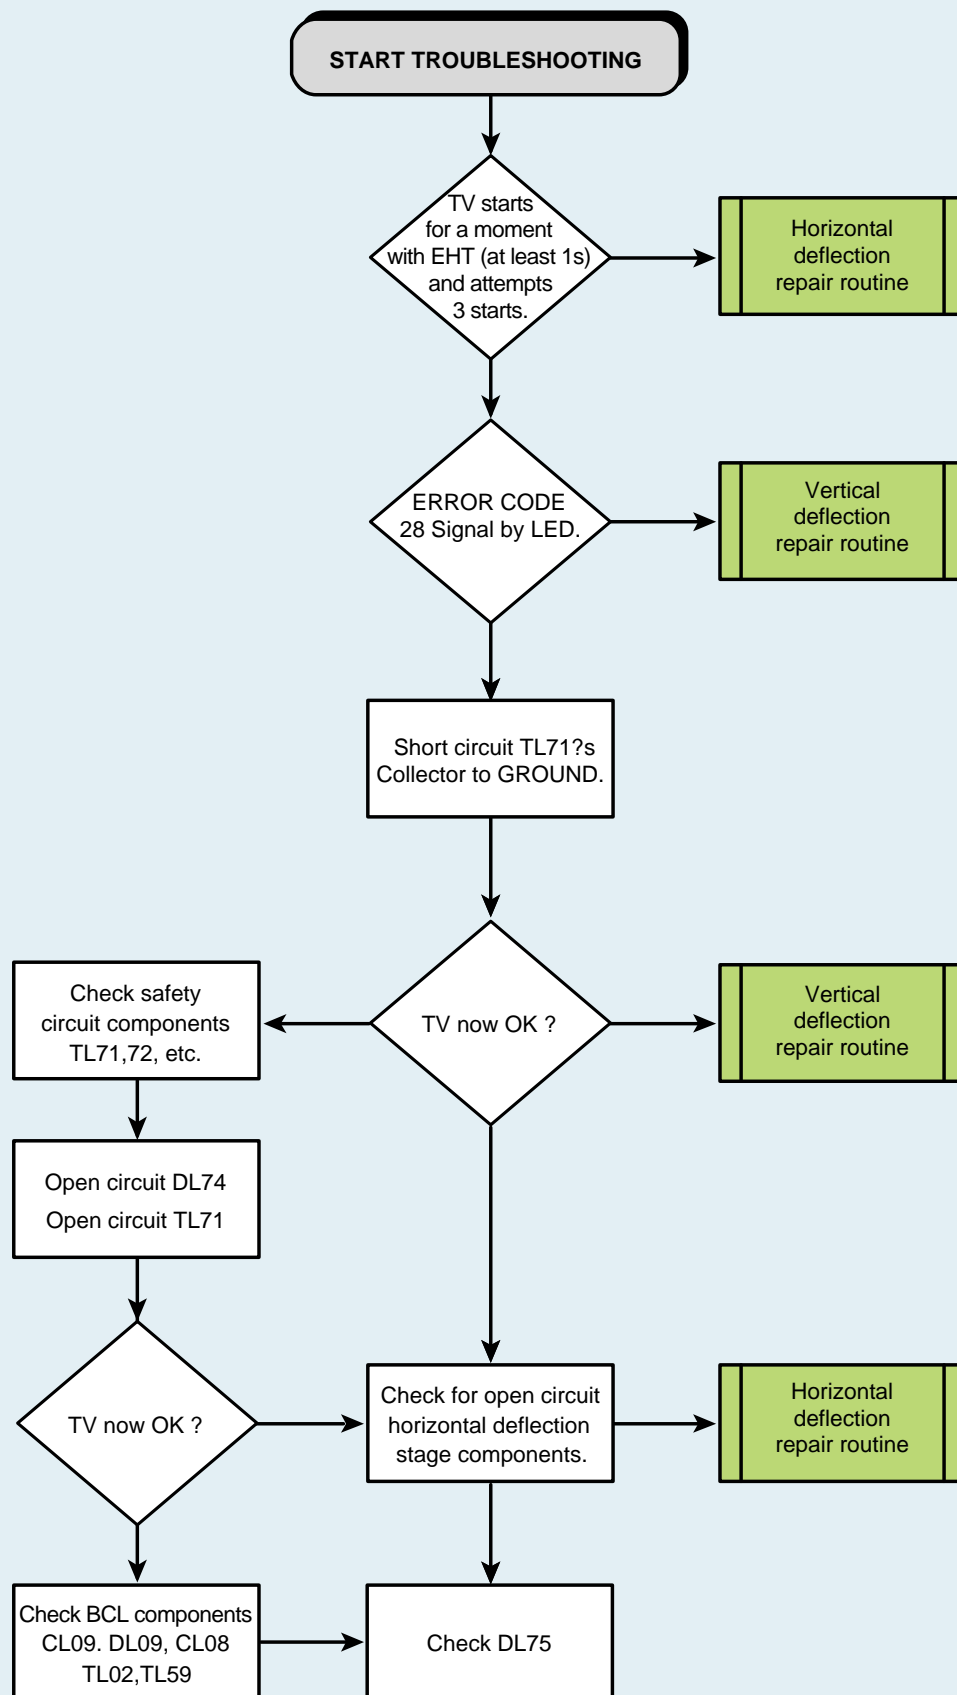 START TROUBLESHOOTING
TV starts
for a moment
with EHT (at least 1s)
and attempts
3 starts.
Horizontal
deflection
repair routine
ERROR CODE
28 Signal by LED.
Vertical
deflection
repair routine
Short circuit TL71?s
Collector to GROUND.
Check safety
circuit components
TL71,72, etc.
TV now OK ?
Vertical
deflection
repair routine
Open circuit DL74
Open circuit TL71
TV now OK ?
Check for open circuit
horizontal deflection
stage components.
Horizontal
deflection
repair routine
Check BCL components
CL09. DL09, CL08
TL02,TL59
Check DL75